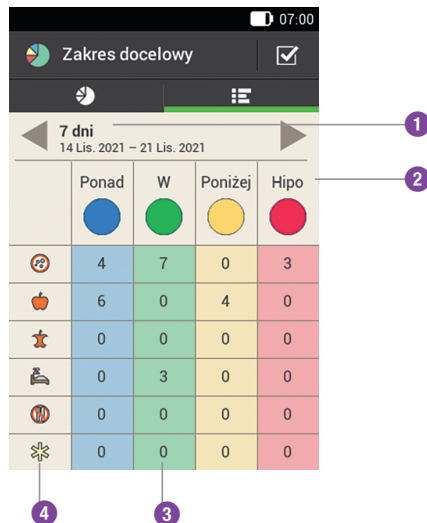 07:00
Zakres docelowy
7 dni
14 Lis. 2021 – 21 Lis. 2021
1
Ponad W Poniżej Hipo
2
4 7 0 3
6 0 4 0
0 0 0 0
0 3 0 0
0 0 0 0
0 0 0 0
4 3